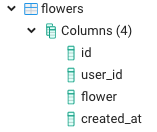 flowers
Columns (4)
id
user_id
flower
created_at